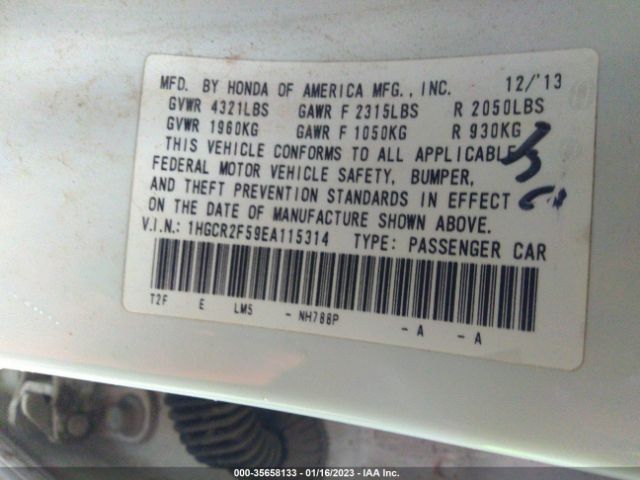 MFD. BY HONDA OF AMERICA MFG., INC. 12/'13
GVWR 4321LBS GAWR F 2315LBS R 2050LBS
GVWR 1960KG GAWR F 1050KG R 930KG
THIS VEHICLE CONFORMS TO ALL APPLICABLE
FEDERAL MOTOR VEHICLE SAFETY, BUMPER,
AND THEFT PREVENTION STANDARDS IN EFFECT
ON THE DATE OF MANUFACTURE SHOWN ABOVE.
V.I.N.: 1HGCR2F59EA115314 TYPE: PASSENGER CAR
T2F E LM5 - NH788P - A - A
000-35658133 - 01/16/2023 - IAA Inc.